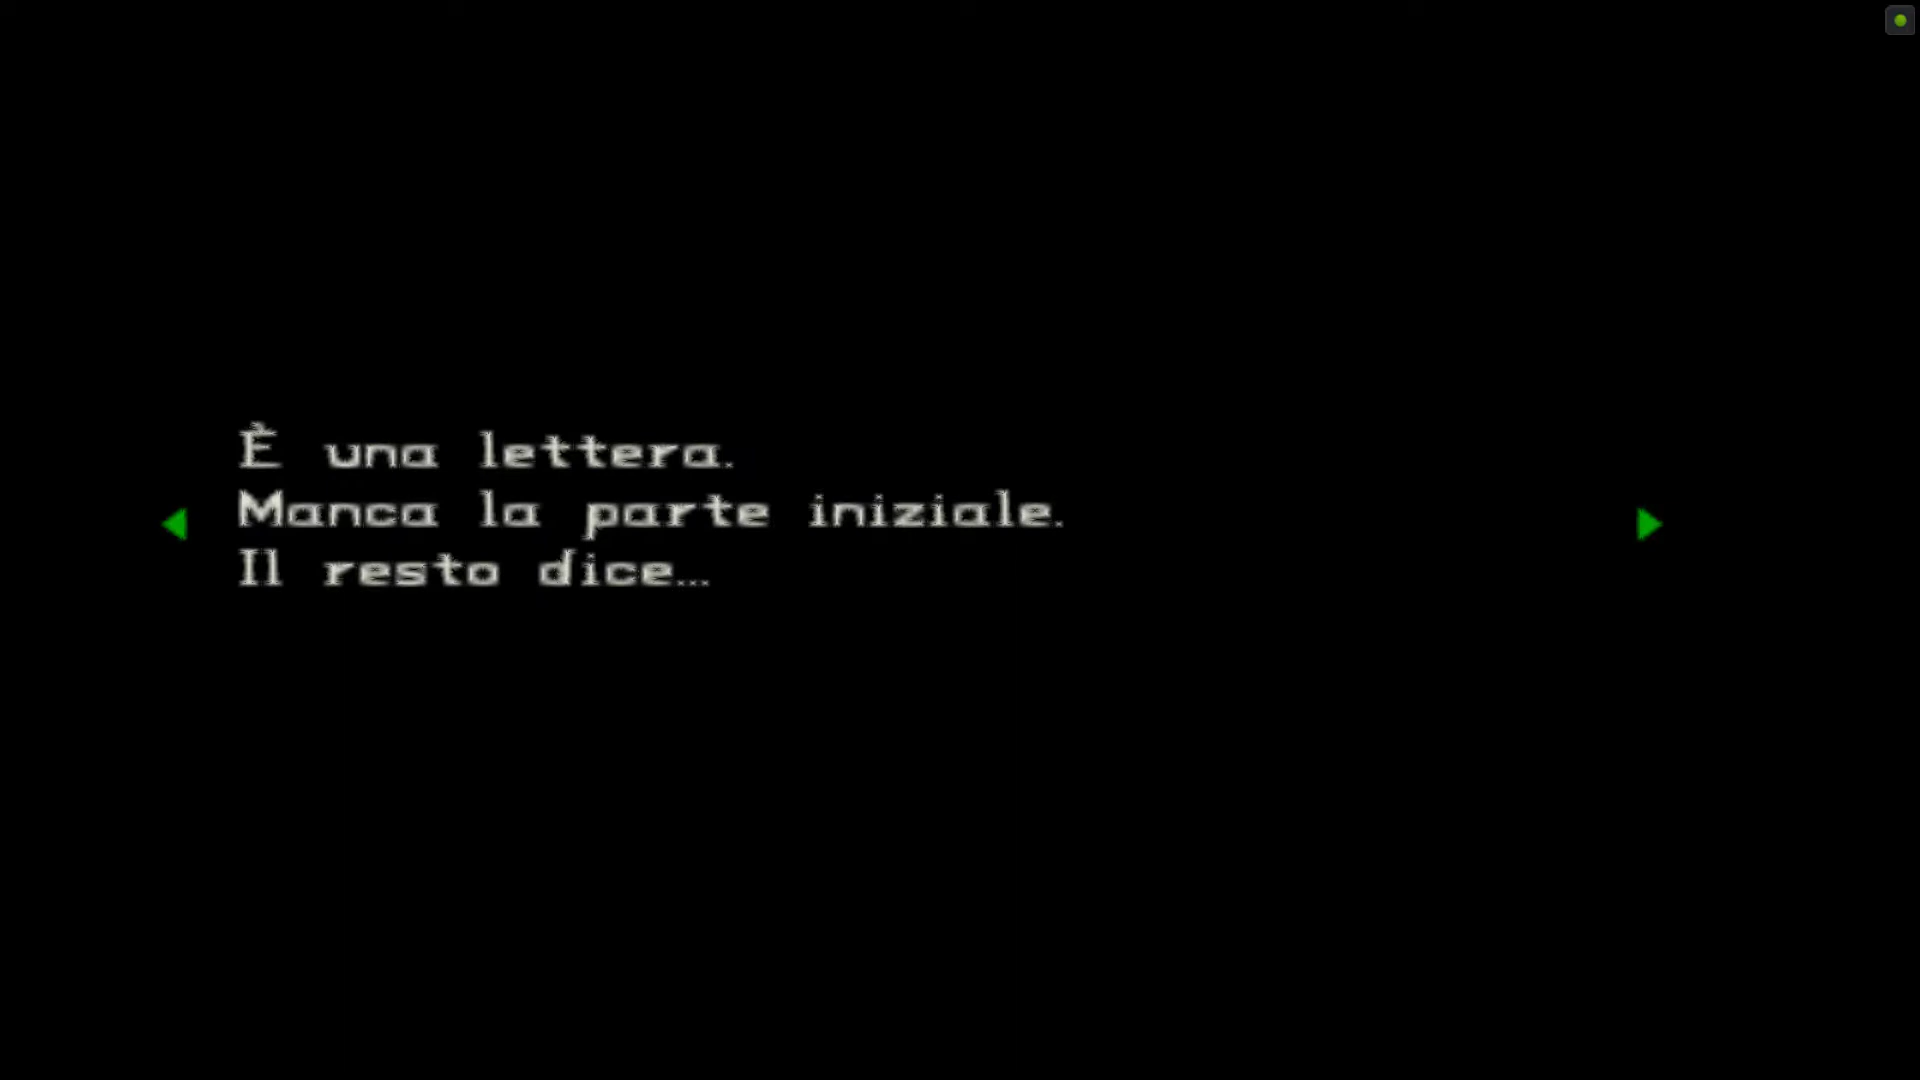 È una lettera.
Manca la parte iniziale.
Il resto dice...